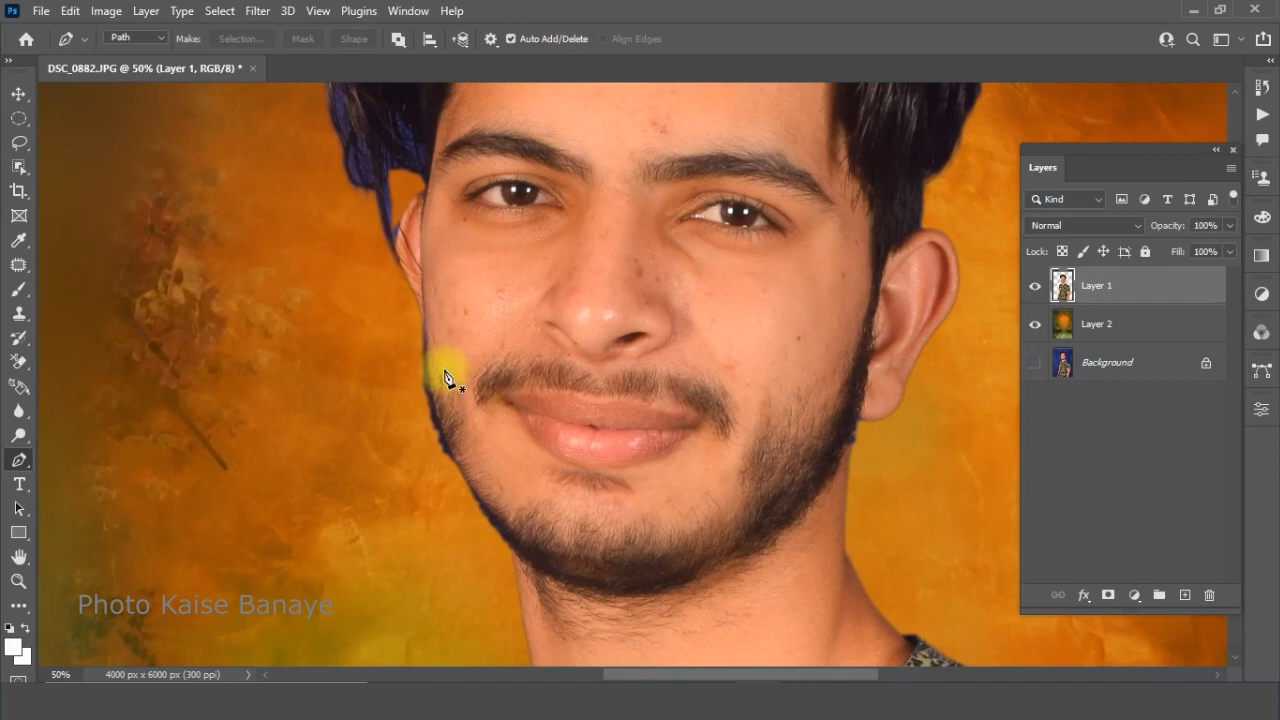 Ps File Edit Image Layer Type Select Filter 3D View Plugins Window Help
Path Make: Selection... Mask Shape Auto Add/Delete Align Edges
DSC_0882.JPG @ 50% (Layer 1, RGB/8) *
Layers
Kind
Normal Opacity: 100%
Lock: Fill: 100%
Layer 1
Layer 2
Background
Photo Kaise Banaye
50% 4000 px x 6000 px (300 ppi)